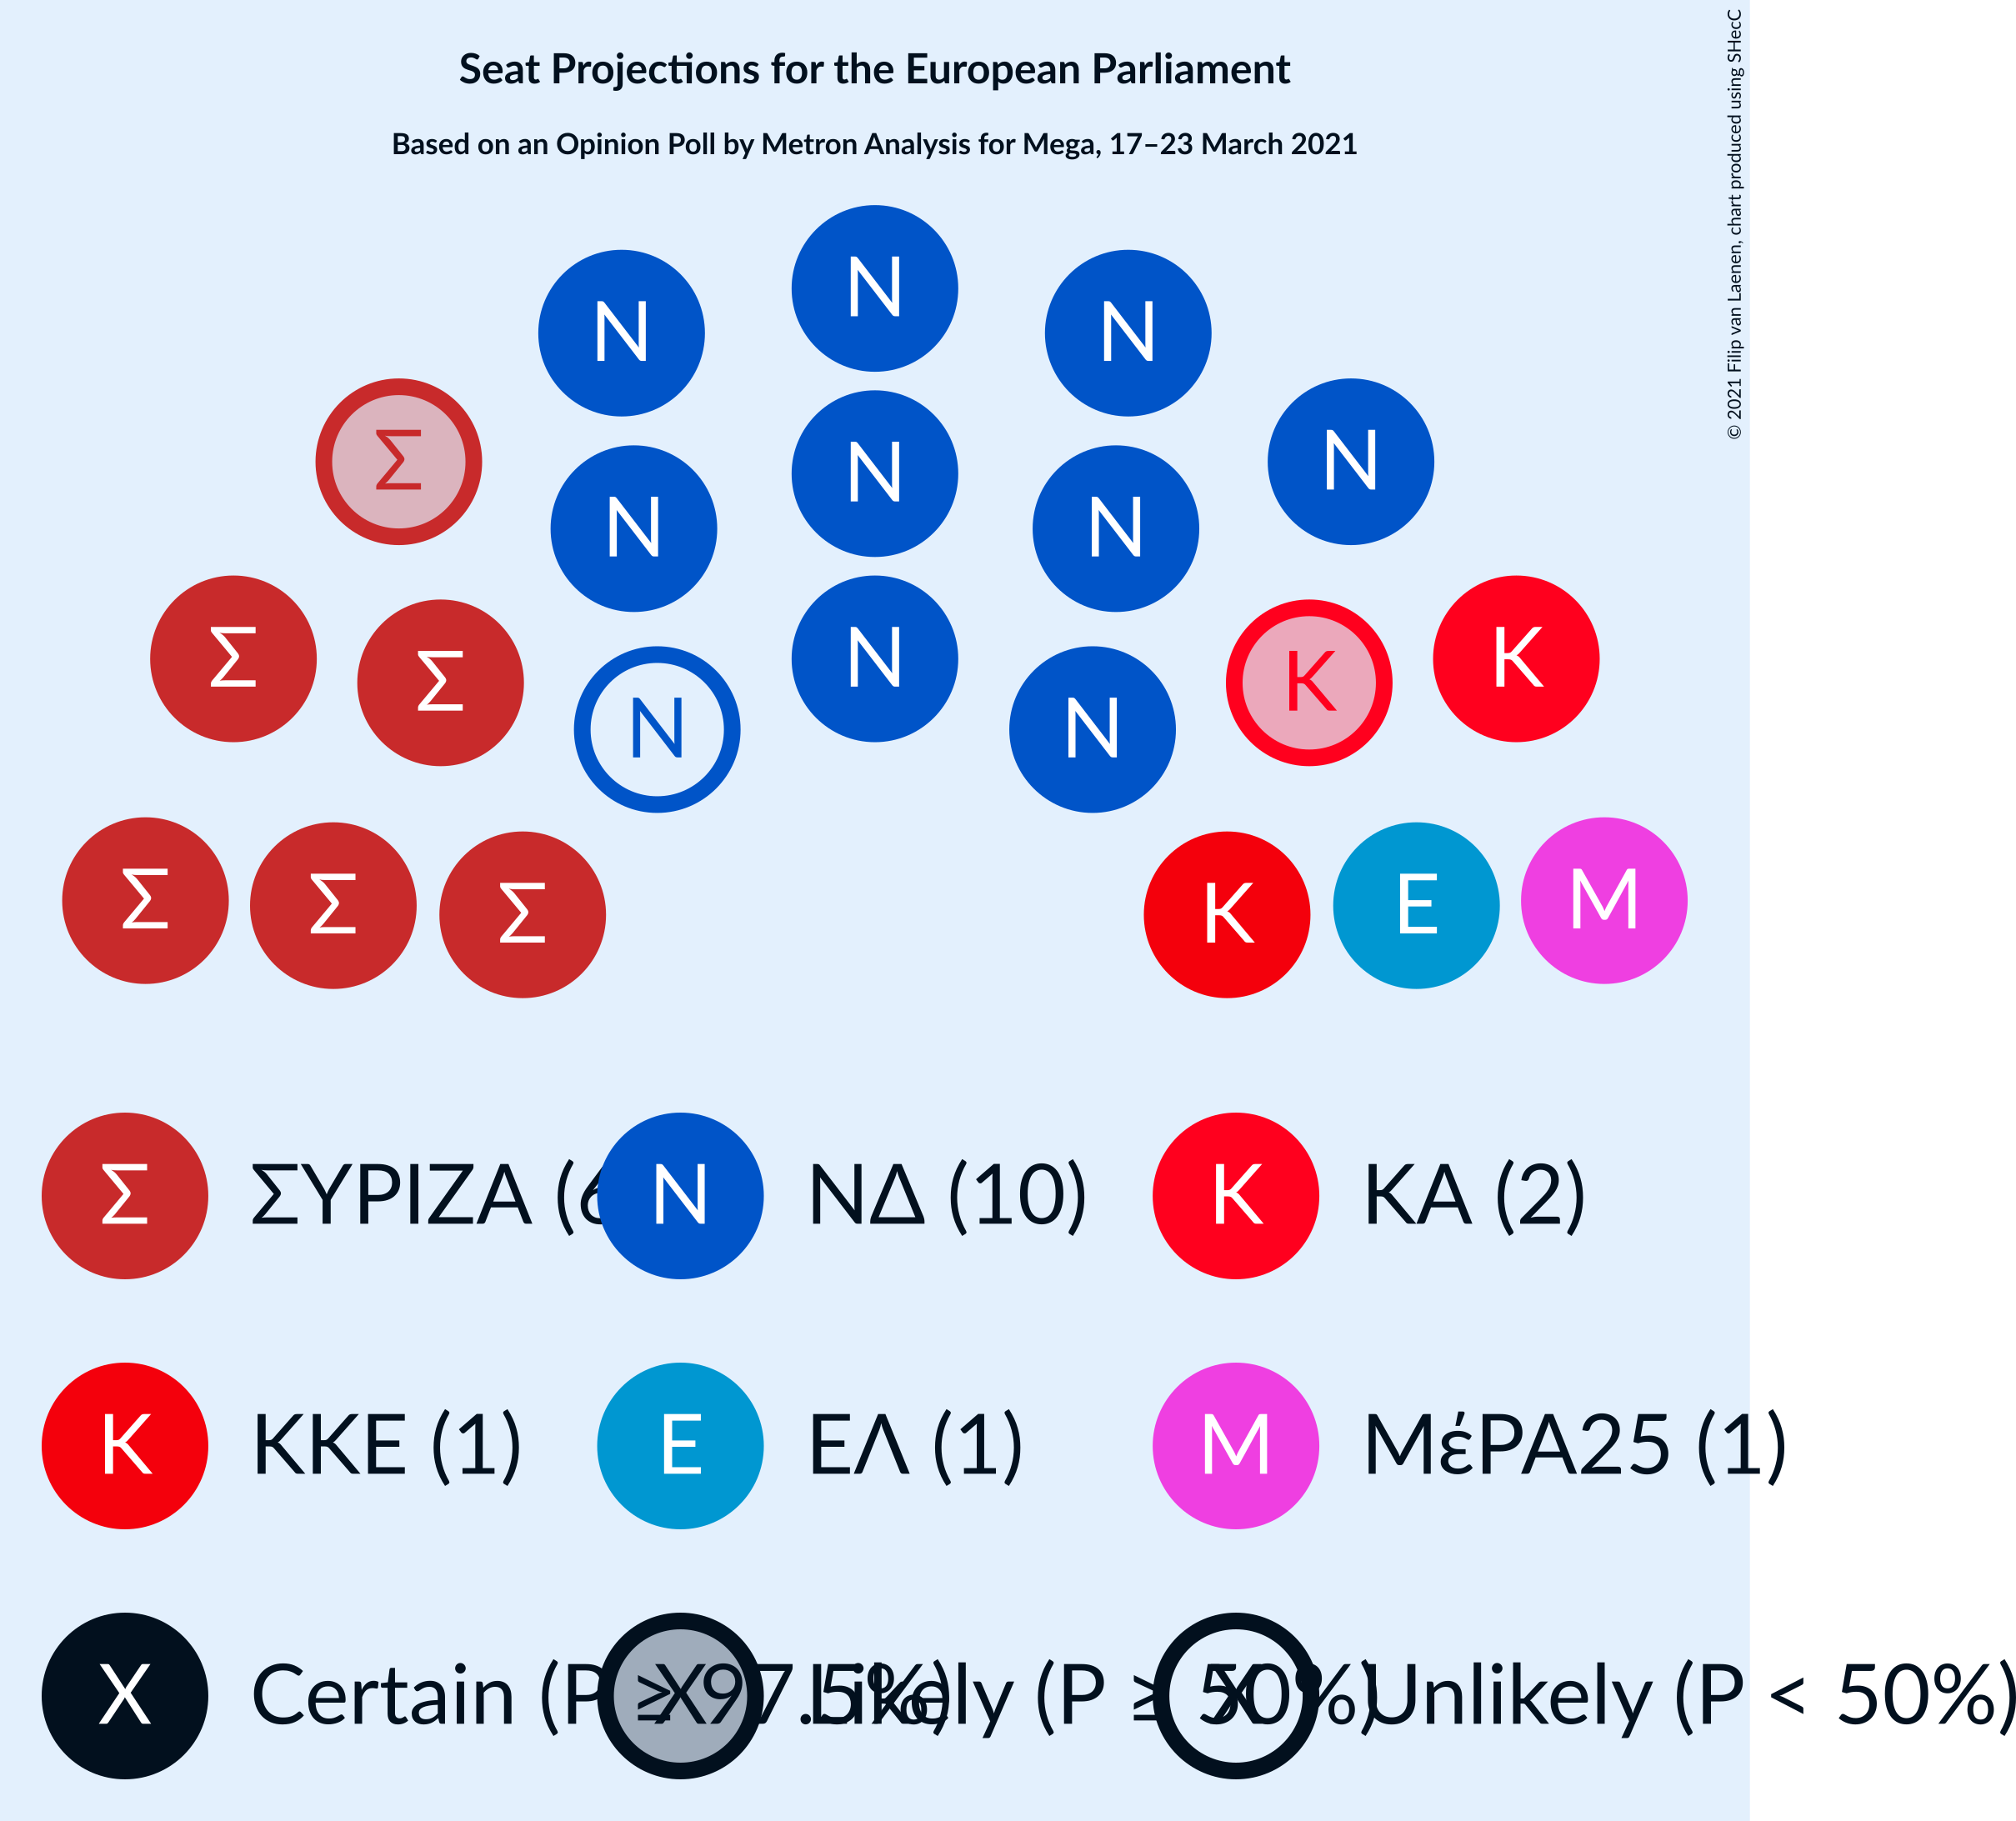 Seat Projections for the European Parliament
Based on an Opinion Poll by Metron Analysis for Mega, 17–23 March 2021
© 2021 Filip van Laenen, chart produced using SHecC
N
N N
Σ N
N
N N
Σ N K
Σ K
N N
Σ M
Σ E
Σ K
Σ ΣΥΡΙΖΑ (6 N ΝΔ (10) K ΚΑ (2)
K ΚΚΕ (1) E ΕΛ (1) M ΜέΡΑ25 (1)
X Certain (P ≥ 97.5% X Likely (P ≥ 50%) X Unlikely (P < 50%)